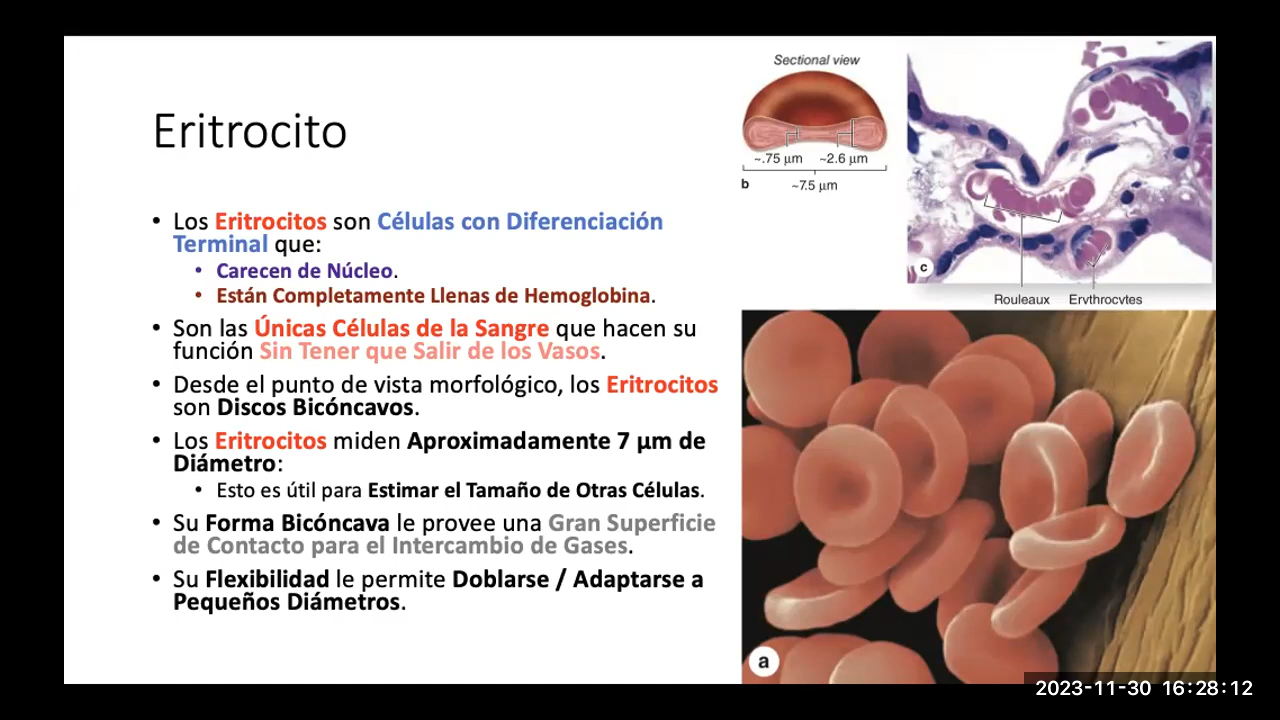 Eritrocito
• Los Eritrocitos son Células con Diferenciación
Terminal que:
• Carecen de Núcleo.
• Están Completamente Llenas de Hemoglobina.
• Son las Únicas Células de la Sangre que hacen su
función Sin Tener que Salir de los Vasos.
• Desde el punto de vista morfológico, los Eritrocitos
son Discos Bicóncavos.
• Los Eritrocitos miden Aproximadamente 7 µm de
Diámetro:
• Esto es útil para Estimar el Tamaño de Otras Células.
• Su Forma Bicóncava le provee una Gran Superficie
de Contacto para el Intercambio de Gases.
• Su Flexibilidad le permite Doblarse / Adaptarse a
Pequeños Diámetros.
Sectional view
~.75 µm ~2.6 µm
~7.5 µm
b
c
Rouleaux Erythrocytes
a
2023-11-30 16:28:12